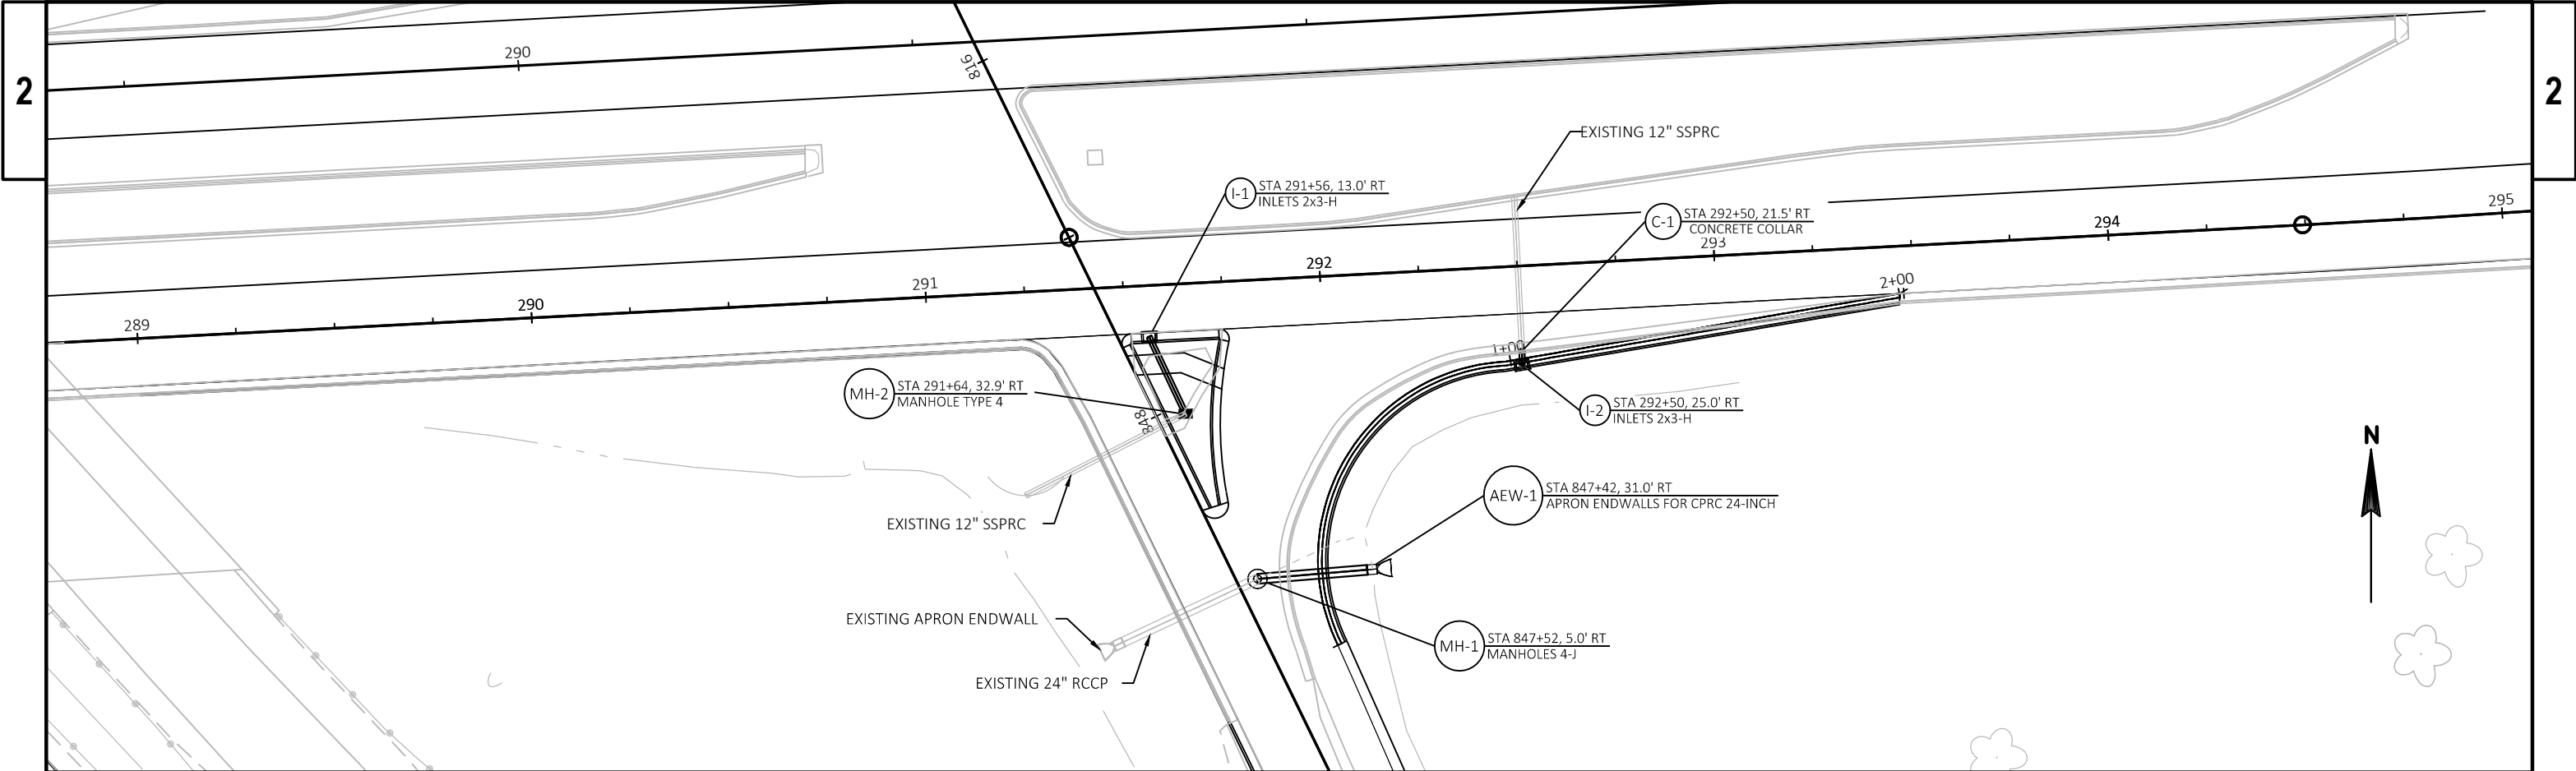 2
2
290
816
EXISTING 12" SSPRC
I-1
STA 291+56, 13.0' RT
INLETS 2x3-H
C-1
STA 292+50, 21.5' RT
CONCRETE COLLAR
295
294
293
292
291
290
289
2+00
1+00
MH-2
STA 291+64, 32.9' RT
MANHOLE TYPE 4
848
I-2
STA 292+50, 25.0' RT
INLETS 2x3-H
N
AEW-1
STA 847+42, 31.0' RT
APRON ENDWALLS FOR CPRC 24-INCH
EXISTING 12" SSPRC
EXISTING APRON ENDWALL
MH-1
STA 847+52, 5.0' RT
MANHOLES 4-J
EXISTING 24" RCCP